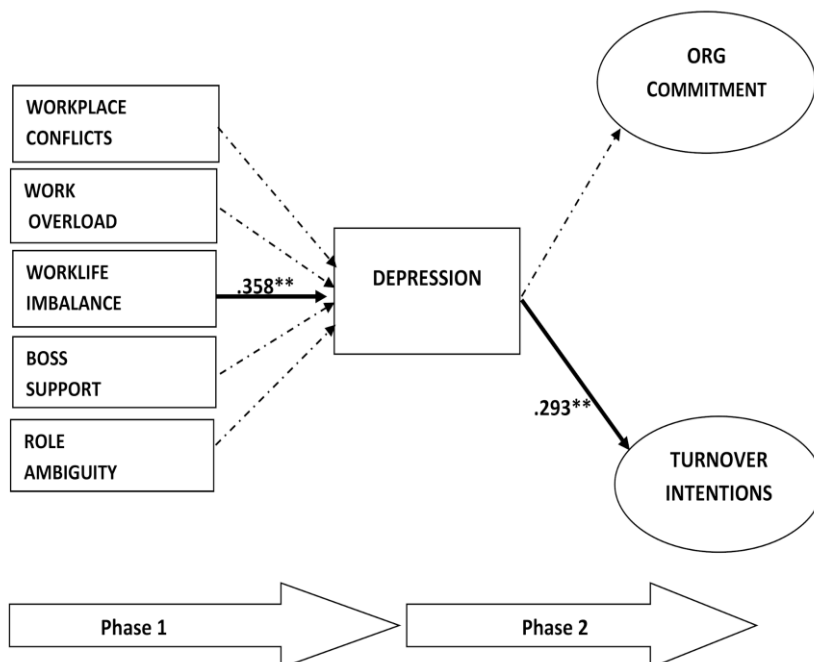 ORG
COMMITMENT
WORKPLACE
CONFLICTS
WORK
OVERLOAD
WORKLIFE
IMBALANCE
.358**
BOSS
SUPPORT
ROLE
AMBIGUITY
DEPRESSION
.293**
TURNOVER
INTENTIONS
Phase 1
Phase 2